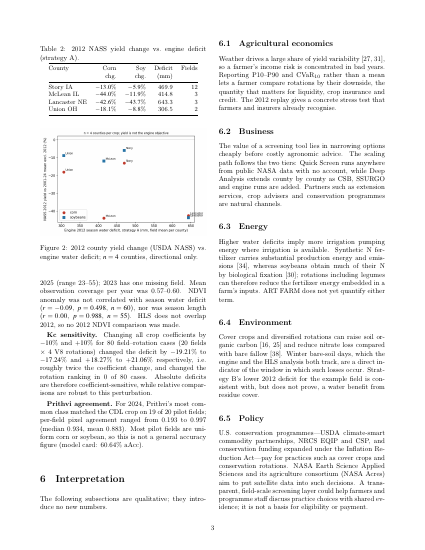 Table 2: 2012 NASS yield change vs. engine deficit
(strategy A).
County Corn Soy Deficit Fields
chg. chg. (mm)
Story IA −13.0% −5.9% 469.9 12
McLean IL −44.0% −11.9% 414.8 3
Lancaster NE −42.6% −43.7% 643.3 3
Union OH −18.1% −8.8% 306.5 2
Figure 2: 2012 county yield change (USDA NASS) vs.
engine water deficit; n = 4 counties, directional only.
2025 (range 23–55); 2023 has one missing field. Mean
observation coverage per year was 0.57–0.60. NDVI
anomaly was not correlated with season water deficit
(r = −0.09, p = 0.498, n = 60), nor was season length
(r = 0.00, p = 0.988, n = 55). HLS does not overlap
2012, so no 2012 NDVI comparison was made.
Kc sensitivity. Changing all crop coefficients by
−10% and +10% for 80 field-rotation cases (20 fields
× 4 V8 rotations) changed the deficit by −19.21% to
−17.24% and +18.27% to +21.06% respectively, i.e.
roughly twice the coefficient change, and changed the
rotation ranking in 0 of 80 cases. Absolute deficits
are therefore coefficient-sensitive, while relative compar-
isons are robust to this perturbation.
Prithvi agreement. For 2024, Prithvi's most com-
mon class matched the CDL crop on 19 of 20 pilot fields;
per-field pixel agreement ranged from 0.193 to 0.997
(median 0.934, mean 0.883). Most pilot fields are uni-
form corn or soybean, so this is not a general accuracy
figure (model card: 60.64% aAcc).
6 Interpretation
The following subsections are qualitative; they intro-
duce no new numbers.
6.1 Agricultural economics
Weather drives a large share of yield variability [27, 31],
so a farmer's income risk is concentrated in bad years.
Reporting P10-P90 and CVaR10 rather than a mean
lets a farmer compare rotations by their downside, the
quantity that matters for liquidity, crop insurance and
credit. The 2012 replay gives a concrete stress test that
farmers and insurers already recognise.
6.2 Business
The value of a screening tool lies in narrowing options
cheaply before costly agronomic advice. The scaling
path follows the two tiers: Quick Screen runs anywhere
from public NASA data with no account, while Deep
Analysis extends county by county as CSB, SSURGO
and engine runs are added. Partners such as extension
services, crop advisers and conservation programmes
are natural channels.
6.3 Energy
Higher water deficits imply more irrigation pumping
energy where irrigation is available. Synthetic N fer-
tilizer carries substantial production energy and emis-
sions [34], whereas soybeans obtain much of their N
by biological fixation [30]; rotations including legumes
can therefore reduce the fertilizer energy embedded in a
farm's inputs. ART FARM does not yet quantify either
term.
6.4 Environment
Cover crops and diversified rotations can raise soil or-
ganic carbon [16, 25] and reduce nitrate loss compared
with bare fallow [38]. Winter bare-soil days, which the
engine and the HLS analysis both track, are a direct in-
dicator of the window in which such losses occur. Strat-
egy B's lower 2012 deficit for the example field is con-
sistent with, but does not prove, a water benefit from
residue cover.
6.5 Policy
U.S. conservation programmes—USDA climate-smart
commodity partnerships, NRCS EQIP and CSP, and
conservation funding expanded under the Inflation Re-
duction Act—pay for practices such as cover crops and
conservation rotations. NASA Earth Science Applied
Sciences and its agriculture consortium (NASA Acres)
aim to put satellite data into such decisions. A trans-
parent, field-scale screening layer could help farmers and
programme staff discuss practice choices with shared ev-
idence; it is not a basis for eligibility or payment.
3